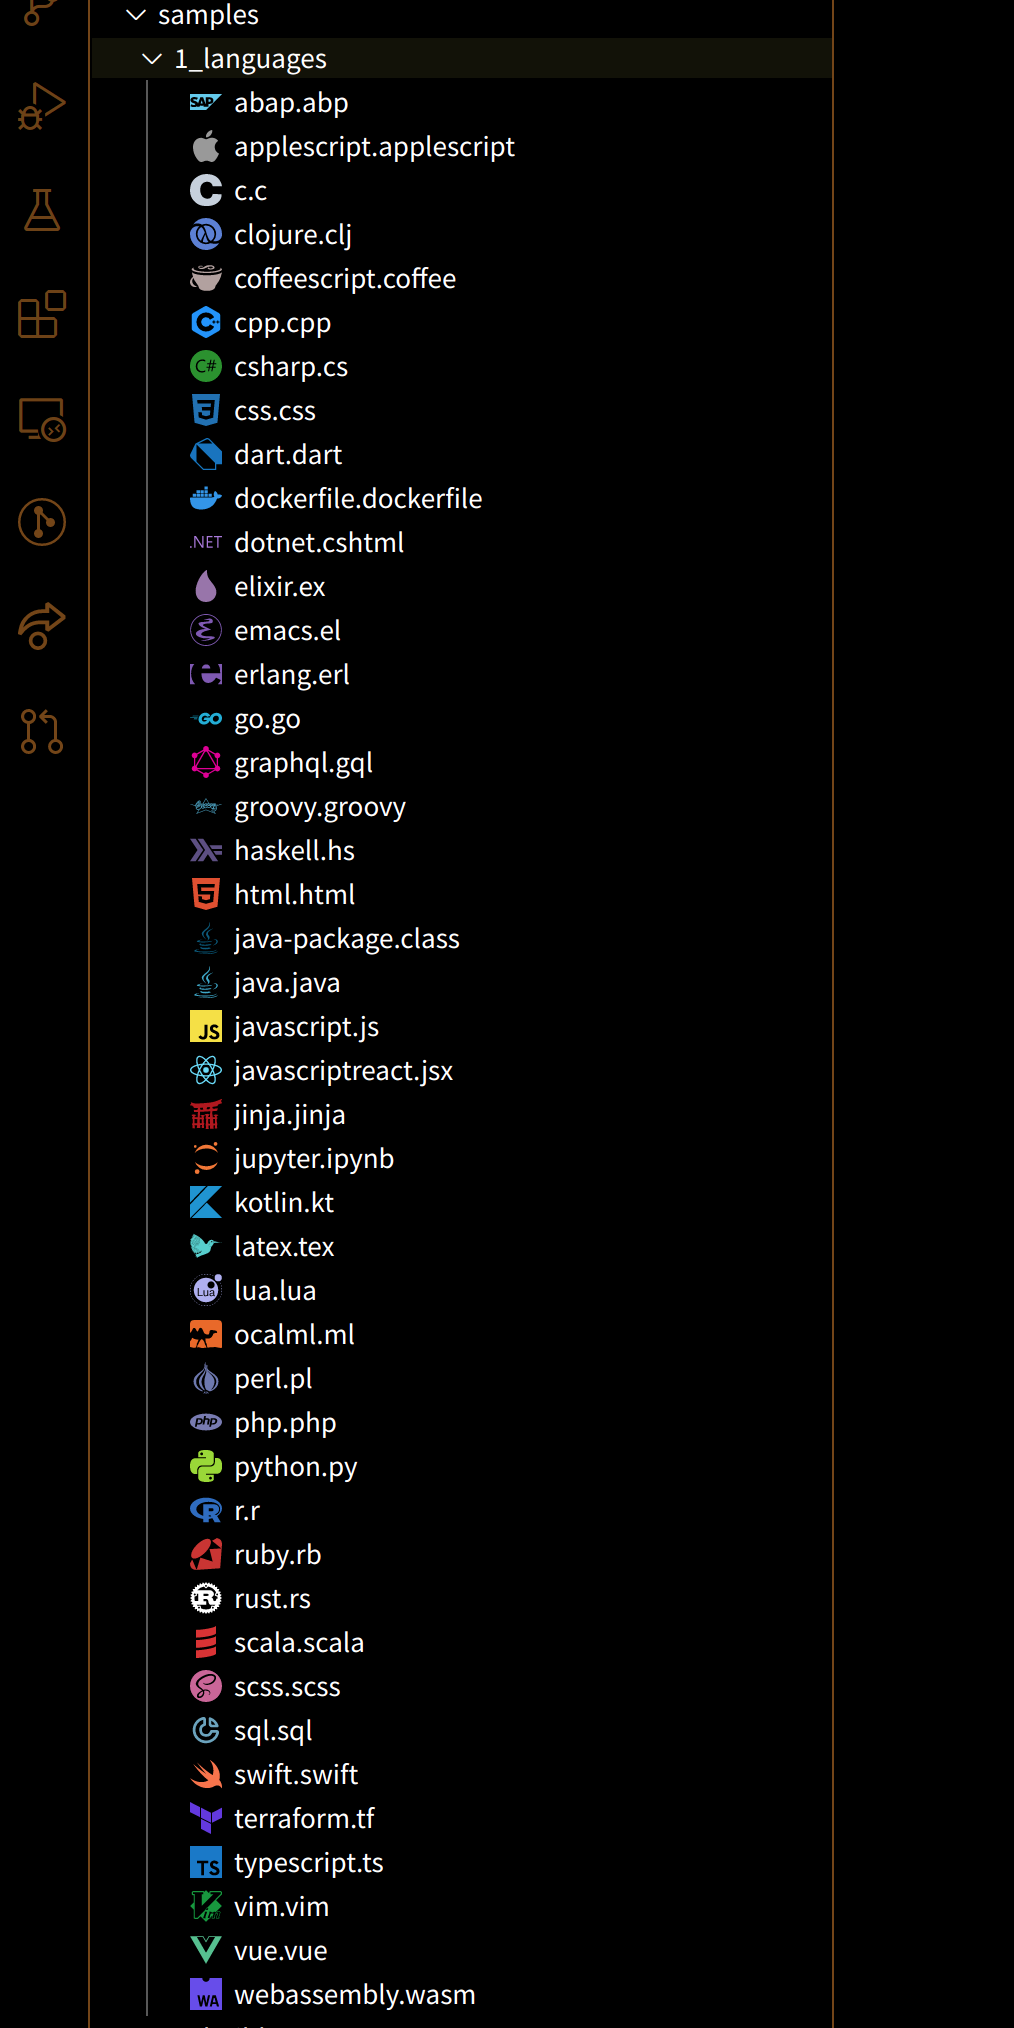 samples
1_languages
abap.abp
applescript.applescript
c.c
clojure.clj
coffeescript.coffee
cpp.cpp
csharp.cs
css.css
dart.dart
dockerfile.dockerfile
.NET dotnet.cshtml
elixir.ex
emacs.el
erlang.erl
go.go
graphql.gql
groovy.groovy
haskell.hs
html.html
java-package.class
java.java
JS javascript.js
javascriptreact.jsx
jinja.jinja
jupyter.ipynb
kotlin.kt
latex.tex
Lua lua.lua
ocalml.ml
perl.pl
php php.php
python.py
r.r
ruby.rb
rust.rs
scala.scala
scss.scss
sql.sql
swift.swift
terraform.tf
TS typescript.ts
vim.vim
vue.vue
WA webassembly.wasm